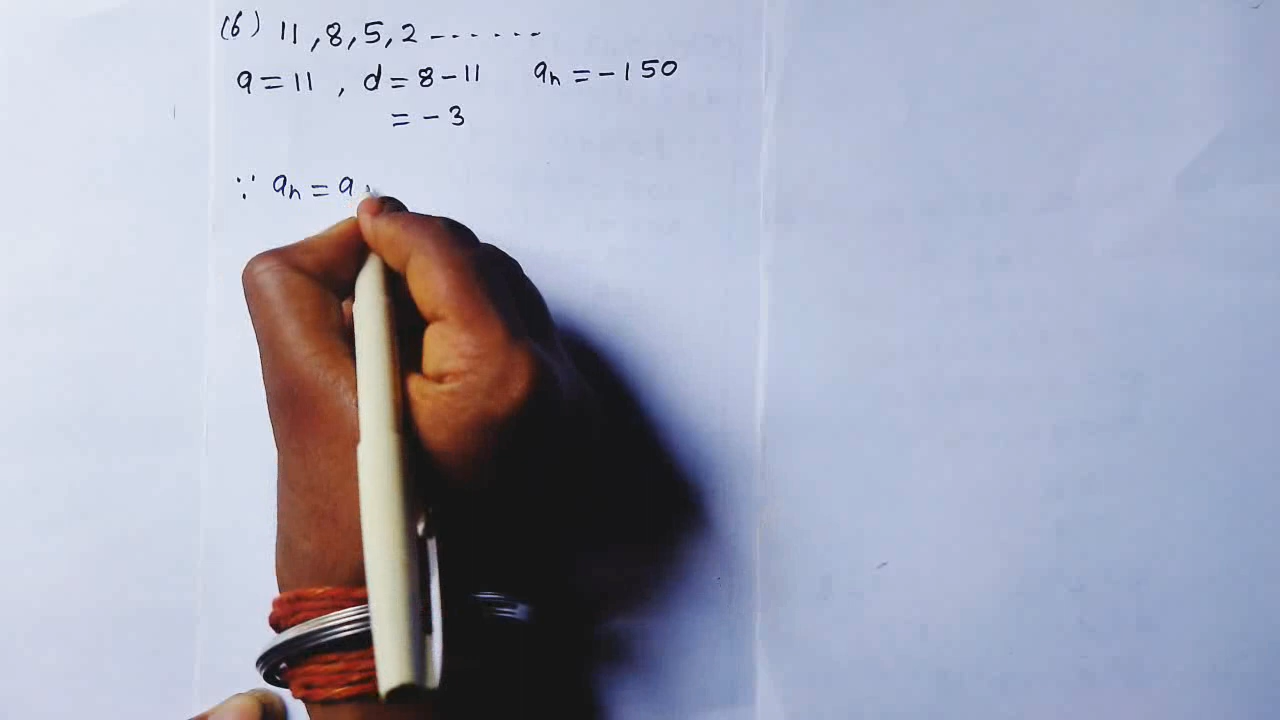 (6) 11, 8, 5, 2 - - - - - -
a = 11 , d = 8 - 11 an = -150
= - 3
∵ an = a